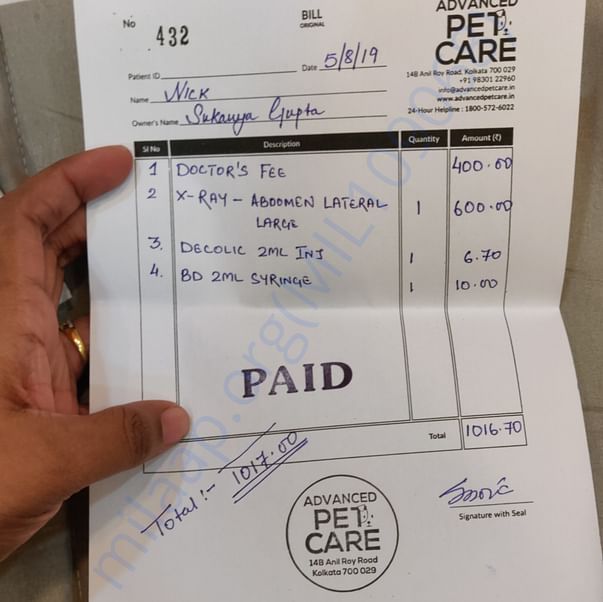 No 432
BILL
ORIGINAL
Date 5/8/19
ADVANCED
PET
CARE
14B Anil Roy Road, Kolkata 700 029
+91 98301 22960
info@advancedpetcare.in
www.advancedpetcare.in
24-Hour Helpline : 1800-572-6022
Patient ID
Name NICK
Owner's Name Sukanya Gupta
Sl No Description Quantity Amount (₹)
1 DOCTOR'S FEE 400.00
2 X-RAY - ABDOMEN LATERAL 1 600.00
LARGE
3. DECOLIC 2ML INJ 1 6.70
4. BD 2ML SYRINGE 1 10.00
PAID
Total 1016.70
Total:- 1017.00
ADVANCED
PET
CARE
14B Anil Roy Road
Kolkata 700 029
Signature with Seal